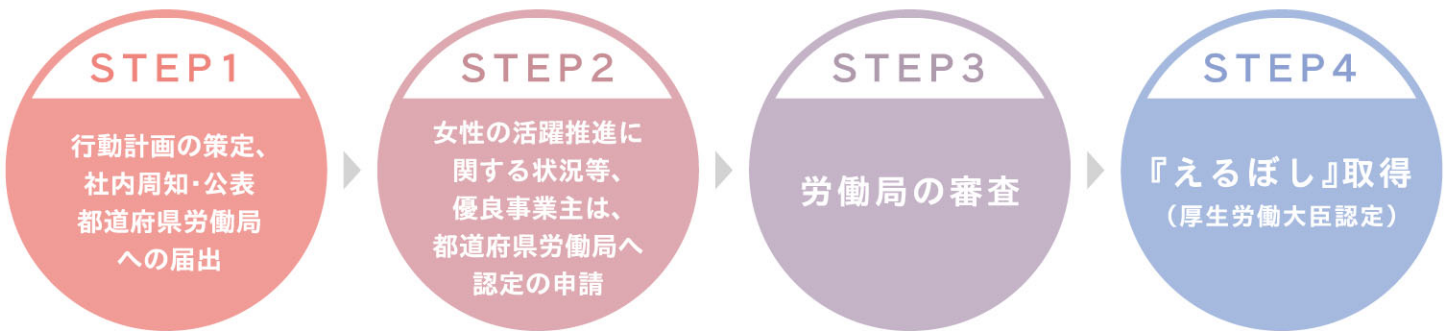 STEP1
行動計画の策定、
社内周知・公表
都道府県労働局
への届出
STEP2
女性の活躍推進に
関する状況等、
優良事業主は、
都道府県労働局へ
認定の申請
STEP3
労働局の審査
STEP4
『えるぼし』取得
（厚生労働大臣認定）